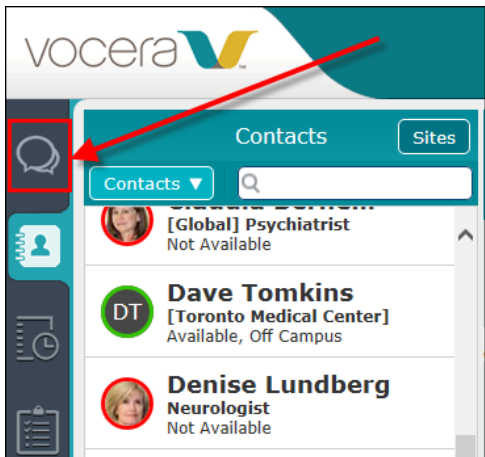 vocera
Contacts
Sites
Contacts ▼
[Global] Psychiatrist
Not Available
DT
Dave Tomkins
[Toronto Medical Center]
Available, Off Campus
Denise Lundberg
Neurologist
Not Available